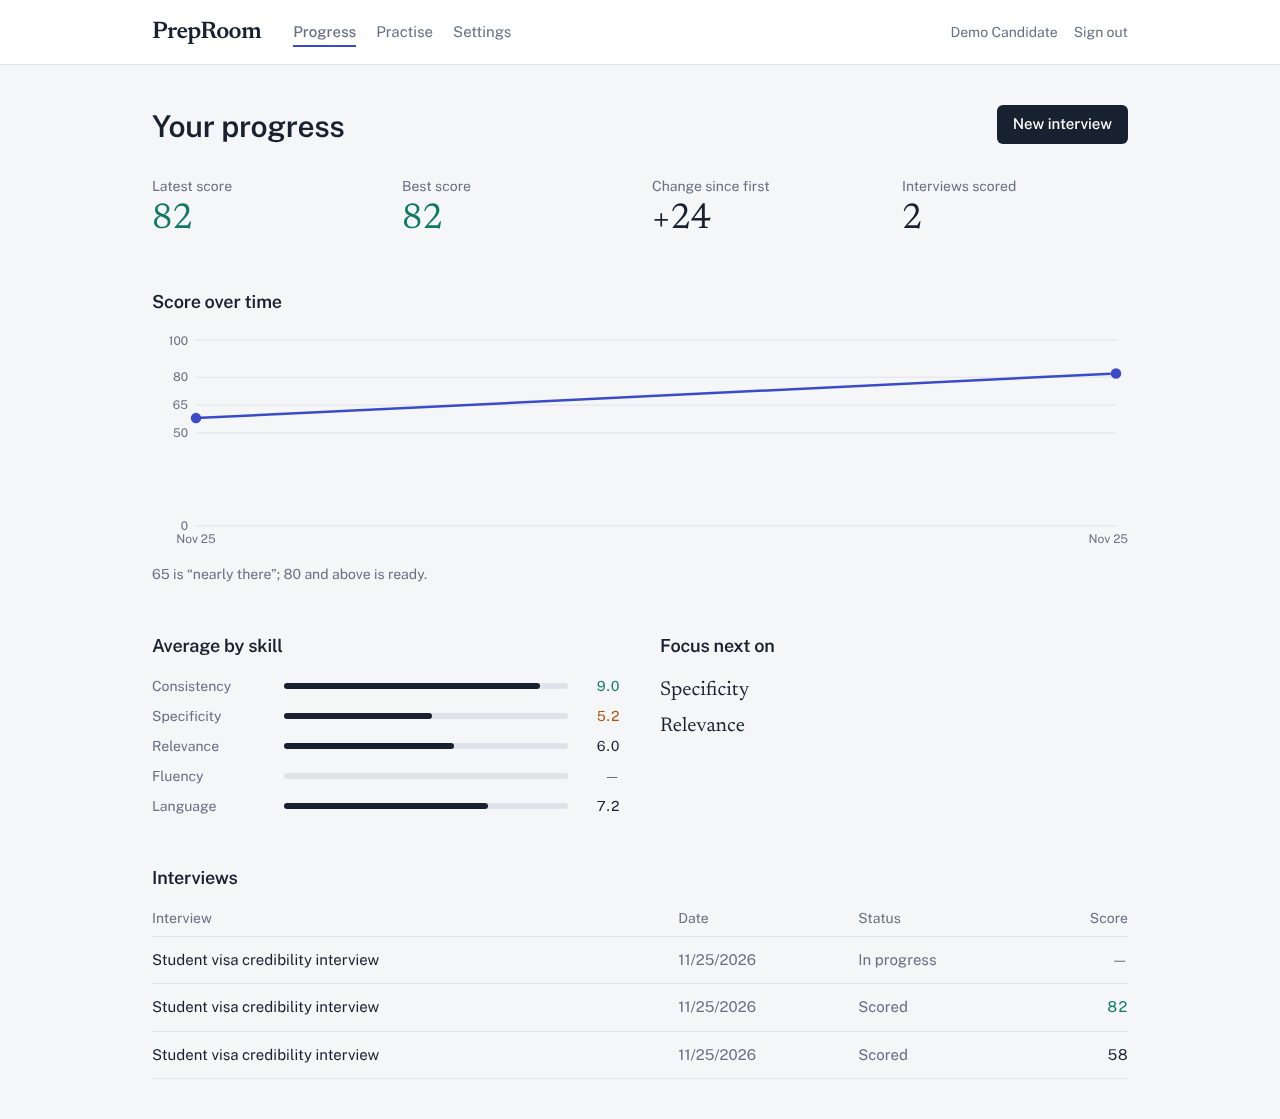 PrepRoom Progress Practise Settings Demo Candidate Sign out
Your progress New interview
Latest score Best score Change since first Interviews scored
82 82 +24 2
Score over time
100
80
65
50
0
Nov 25 Nov 25
65 is “nearly there”; 80 and above is ready.
Average by skill
Consistency 9.0
Specificity 5.2
Relevance 6.0
Fluency —
Language 7.2
Focus next on
Specificity
Relevance
Interviews
Interview Date Status Score
Student visa credibility interview 11/25/2026 In progress —
Student visa credibility interview 11/25/2026 Scored 82
Student visa credibility interview 11/25/2026 Scored 58